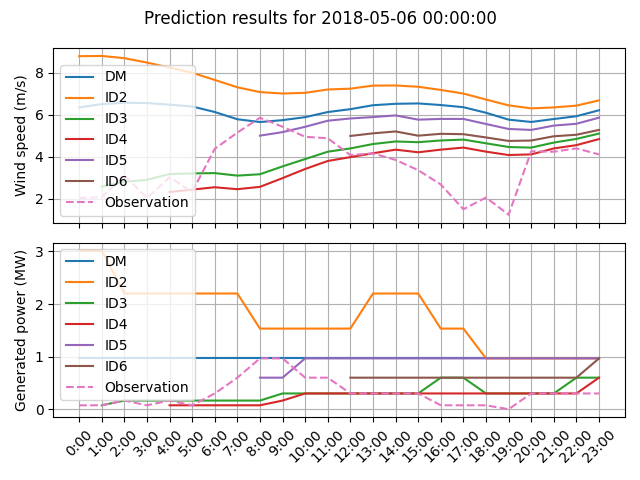 Prediction results for 2018-05-06 00:00:00
Wind speed (m/s)
8
6
4
2
DM
ID2
ID3
ID4
ID5
ID6
Observation
Generated power (MW)
3
2
1
0
DM
ID2
ID3
ID4
ID5
ID6
Observation
0:00
1:00
2:00
3:00
4:00
5:00
6:00
7:00
8:00
9:00
10:00
11:00
12:00
13:00
14:00
15:00
16:00
17:00
18:00
19:00
20:00
21:00
22:00
23:00